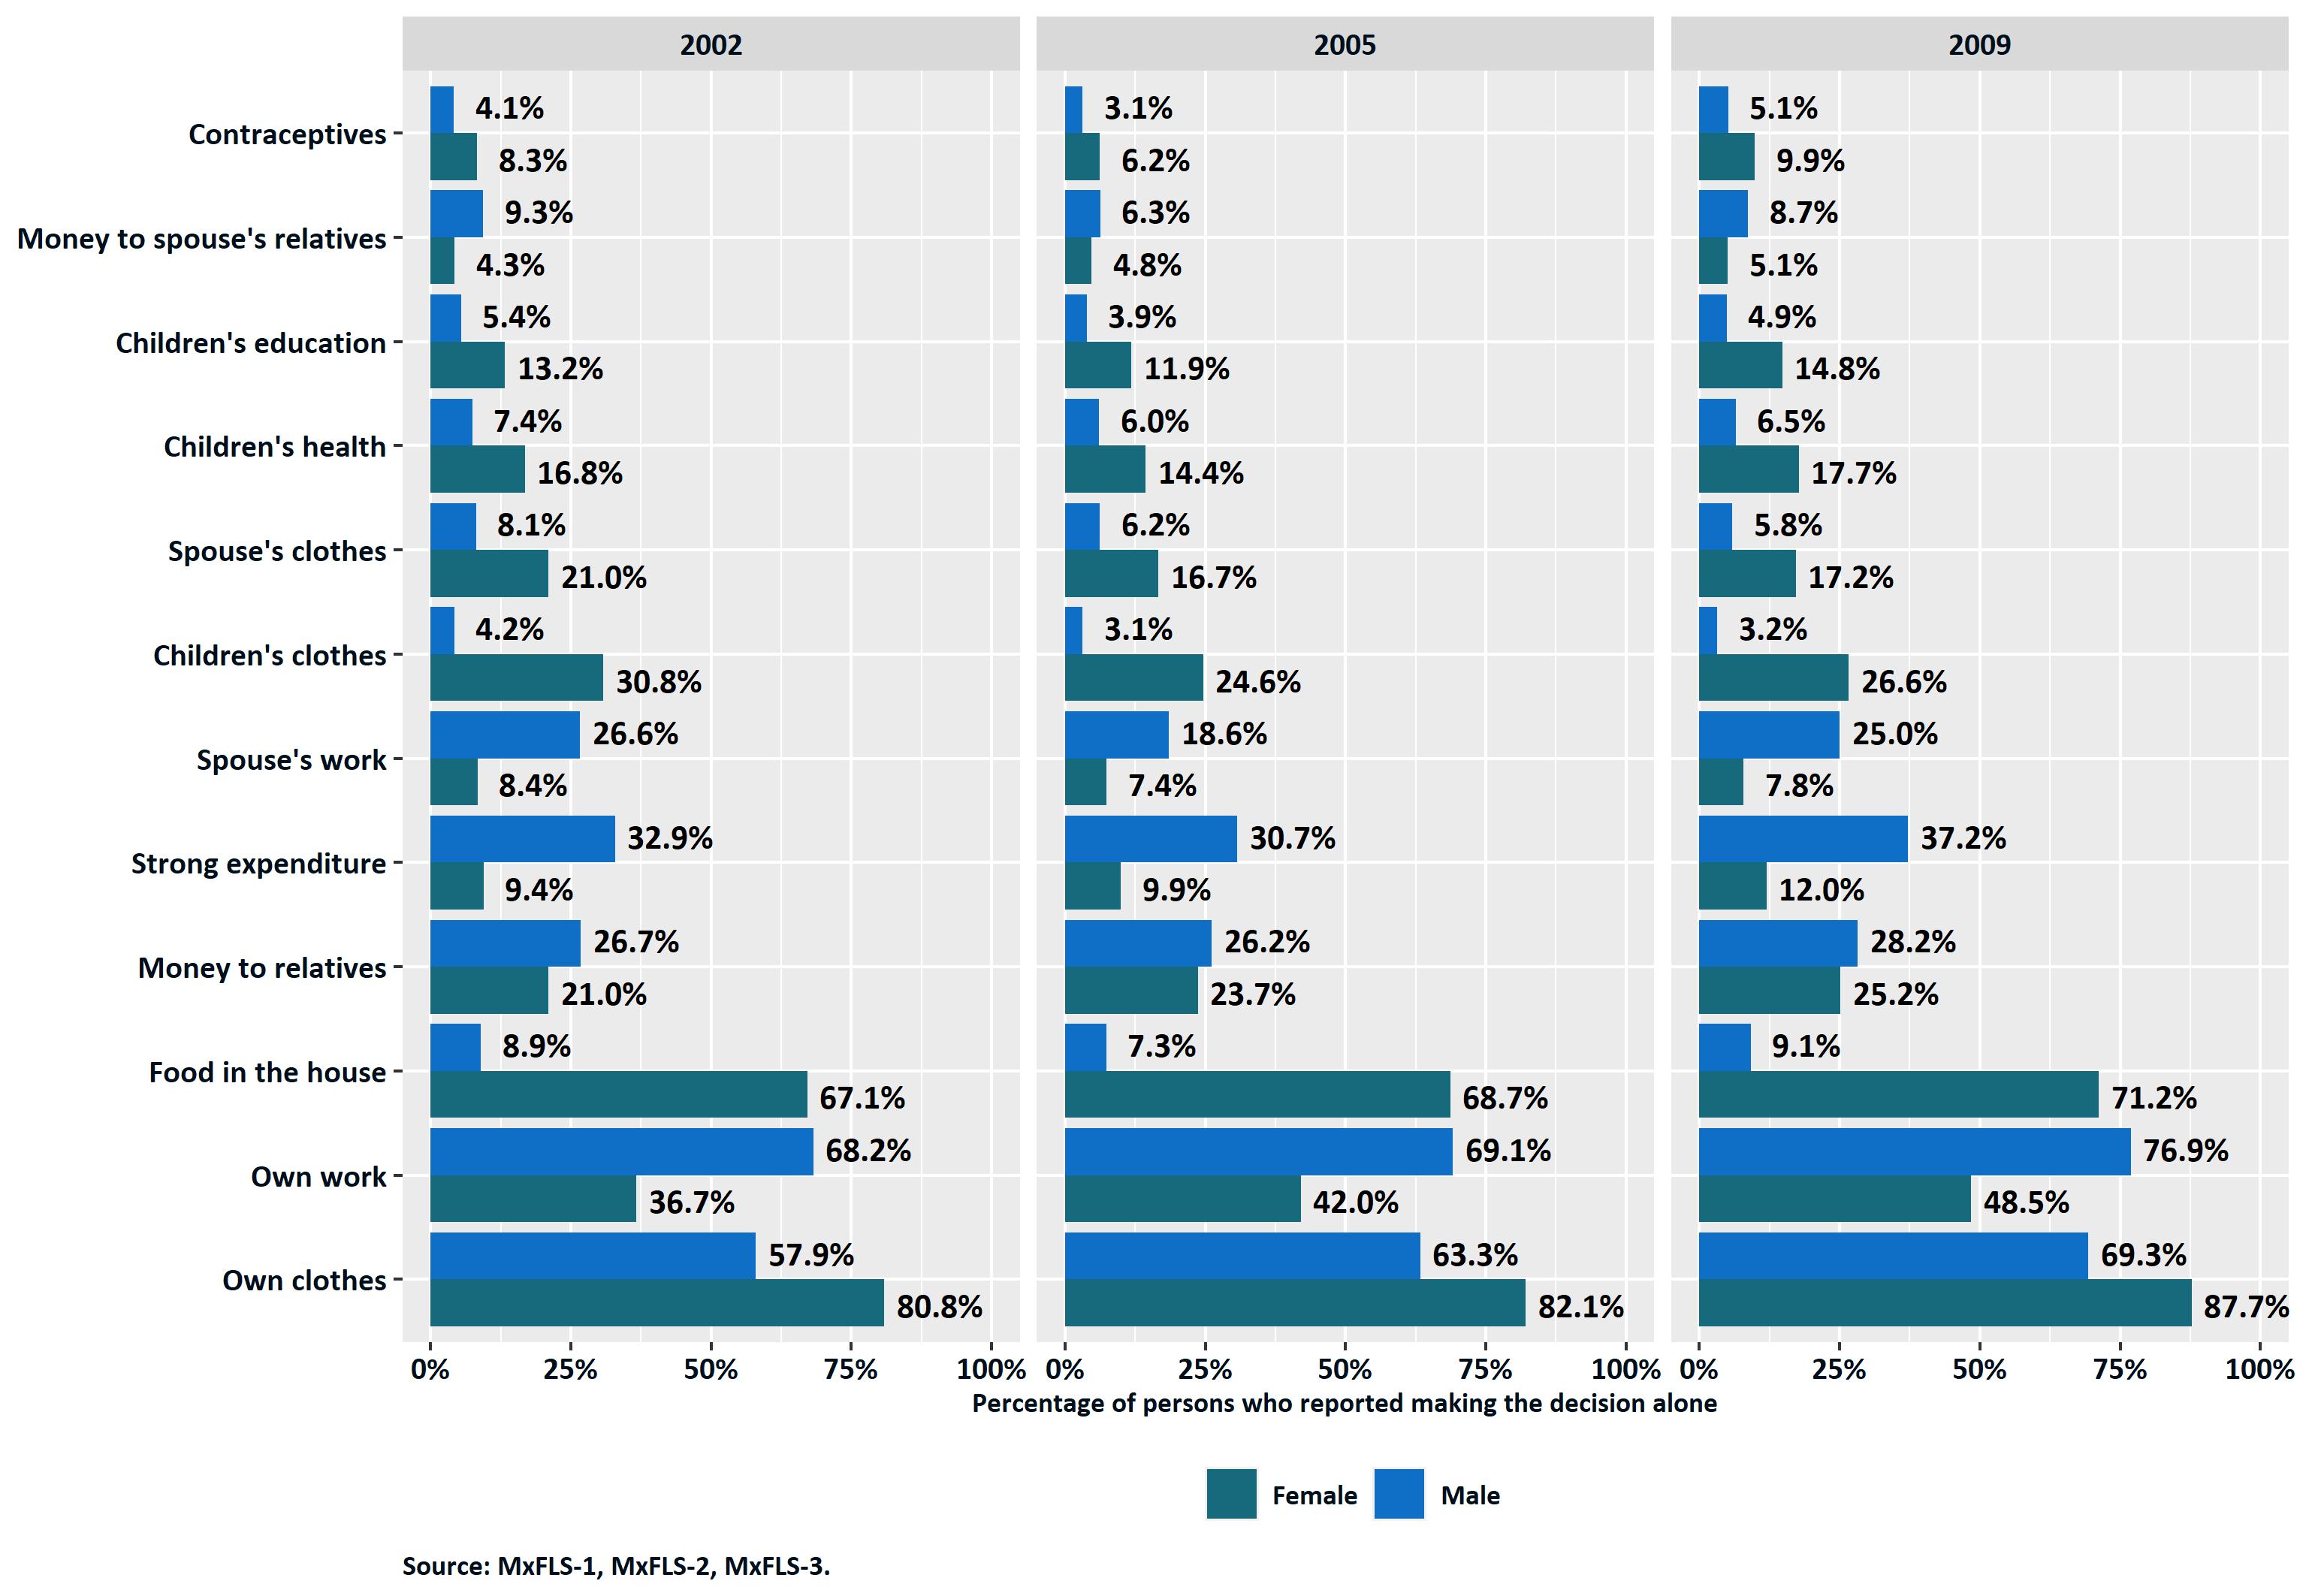 2002 2005 2009
4.1% 3.1% 5.1%
Contraceptives
8.3% 6.2% 9.9%
9.3% 6.3% 8.7%
Money to spouse's relatives
4.3% 4.8% 5.1%
5.4% 3.9% 4.9%
Children's education
13.2% 11.9% 14.8%
7.4% 6.0% 6.5%
Children's health
16.8% 14.4% 17.7%
8.1% 6.2% 5.8%
Spouse's clothes
21.0% 16.7% 17.2%
4.2% 3.1% 3.2%
Children's clothes
30.8% 24.6% 26.6%
26.6% 18.6% 25.0%
Spouse's work
8.4% 7.4% 7.8%
32.9% 30.7% 37.2%
Strong expenditure
9.4% 9.9% 12.0%
26.7% 26.2% 28.2%
Money to relatives
21.0% 23.7% 25.2%
8.9% 7.3% 9.1%
Food in the house
67.1% 68.7% 71.2%
68.2% 69.1% 76.9%
Own work
36.7% 42.0% 48.5%
57.9% 63.3% 69.3%
Own clothes
80.8% 82.1% 87.7%
0% 25% 50% 75% 100% 0% 25% 50% 75% 100% 0% 25% 50% 75% 100%
Percentage of persons who reported making the decision alone
Female Male
Source: MxFLS-1, MxFLS-2, MxFLS-3.